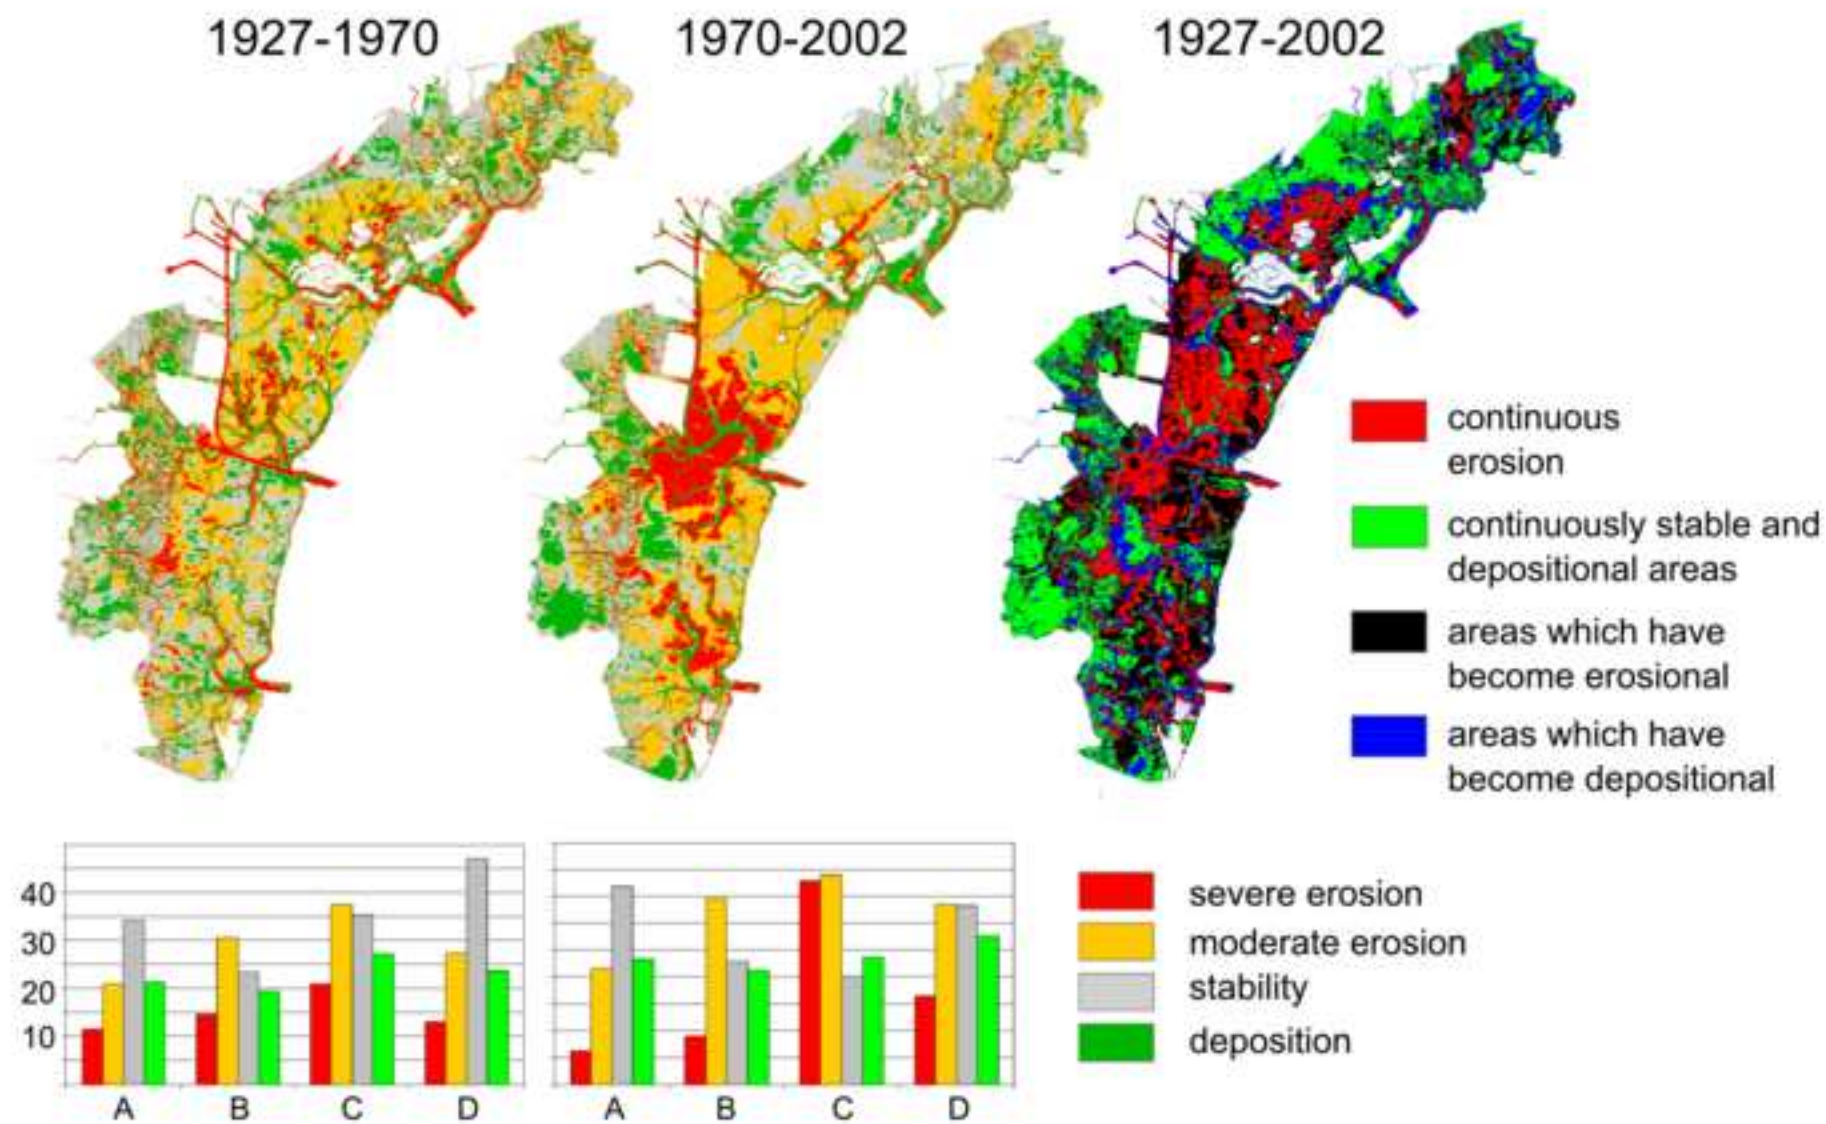 1927-1970
1970-2002
1927-2002
continuous
erosion
continuously stable and
depositional areas
areas which have
become erosional
areas which have
become depositional
40
30
20
10
A B C D
A B C D
severe erosion
moderate erosion
stability
deposition